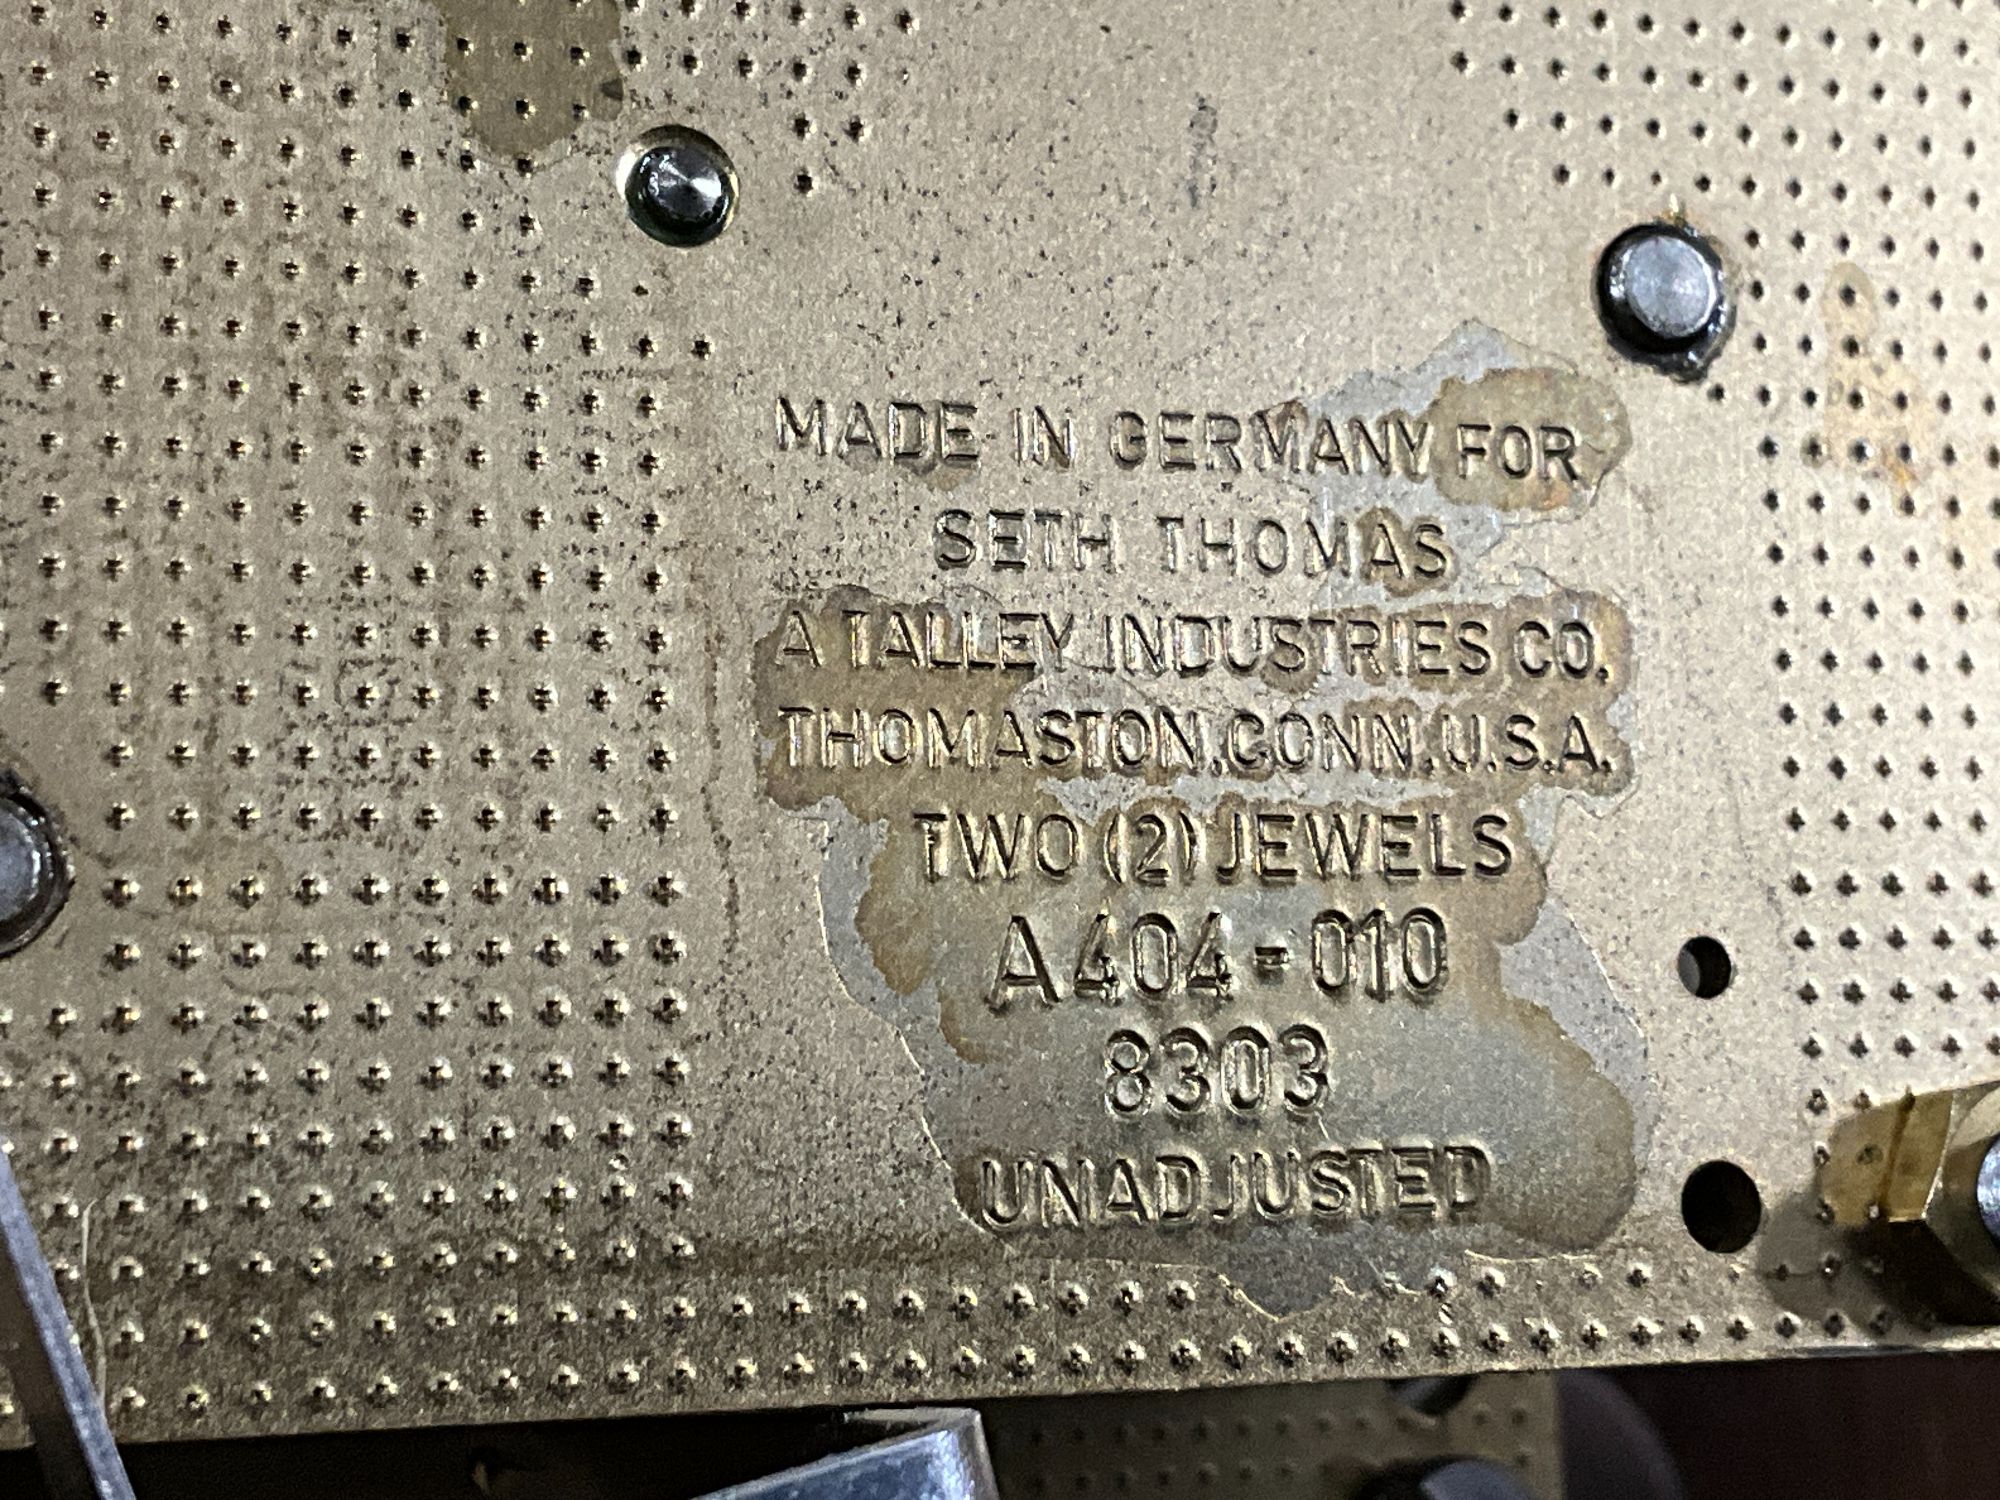 MADE IN GERMANY FOR
SETH THOMAS
A TALLEY INDUSTRIES CO.
THOMASTON,CONN.U.S.A.
TWO (2) JEWELS
A404-010
8303
UNADJUSTED